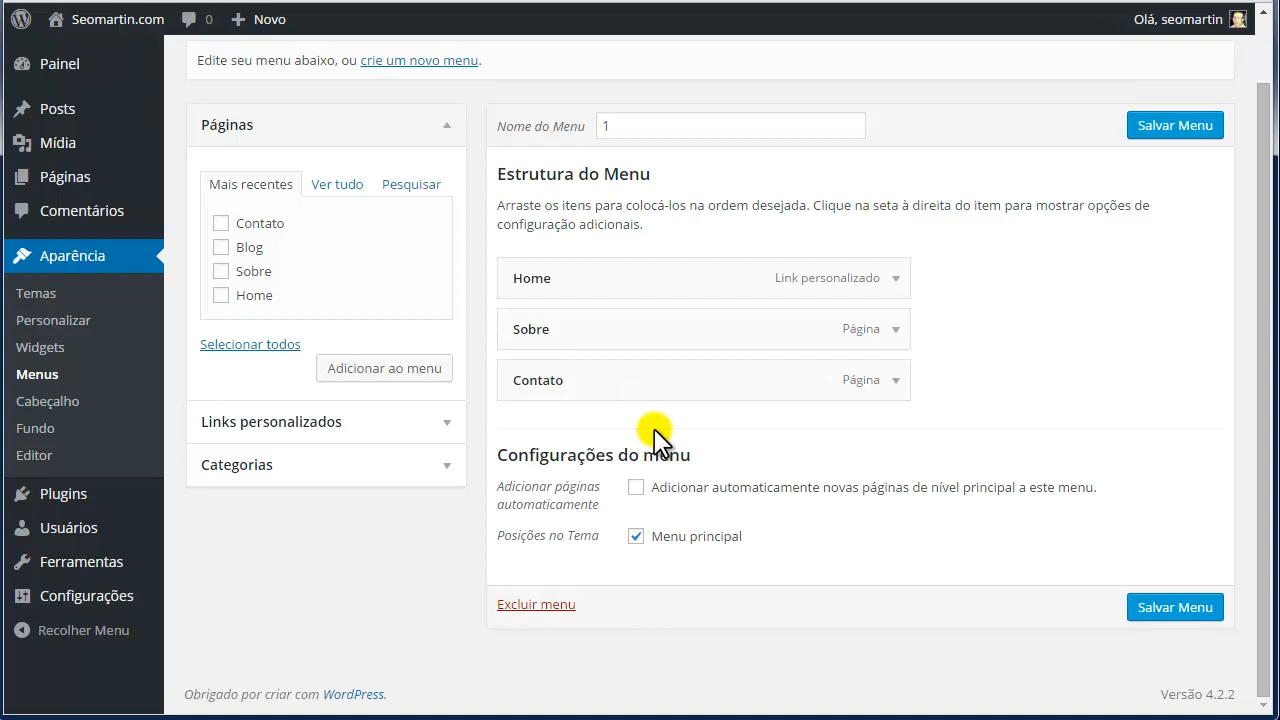 Seomartin.com 0 Novo Olá, seomartin
Painel
Posts
Mídia
Páginas
Comentários
Aparência
Temas
Personalizar
Widgets
Menus
Cabeçalho
Fundo
Editor
Plugins
Usuários
Ferramentas
Configurações
Recolher Menu
Edite seu menu abaixo, ou crie um novo menu.
Páginas
Mais recentes Ver tudo Pesquisar
Contato
Blog
Sobre
Home
Selecionar todos
Adicionar ao menu
Links personalizados
Categorias
Nome do Menu 1 Salvar Menu
Estrutura do Menu
Arraste os itens para colocá-los na ordem desejada. Clique na seta à direita do item para mostrar opções de
configuração adicionais.
Home Link personalizado
Sobre Página
Contato Página
Configurações do menu
Adicionar páginas
automaticamente
Adicionar automaticamente novas páginas de nível principal a este menu.
Posições no Tema Menu principal
Excluir menu Salvar Menu
Obrigado por criar com WordPress. Versão 4.2.2